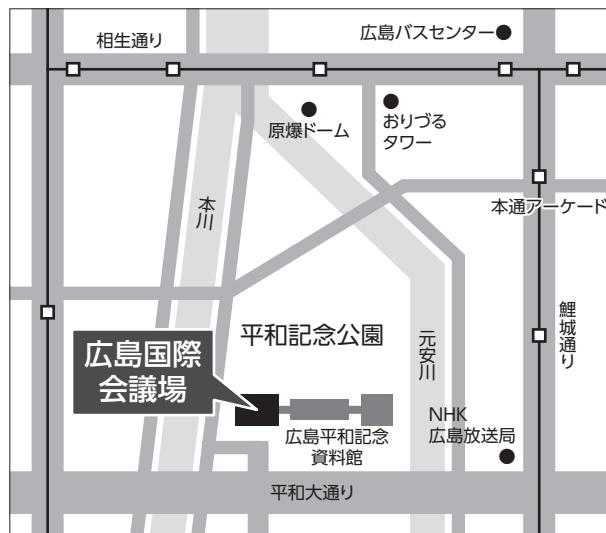 相生通り
広島バスセンター
原爆ドーム
おりづる
タワー
本川
本通アーケード
平和記念公園
元安川
鯉城通り
広島国際
会議場
広島平和記念
資料館
NHK
広島放送局
平和大通り